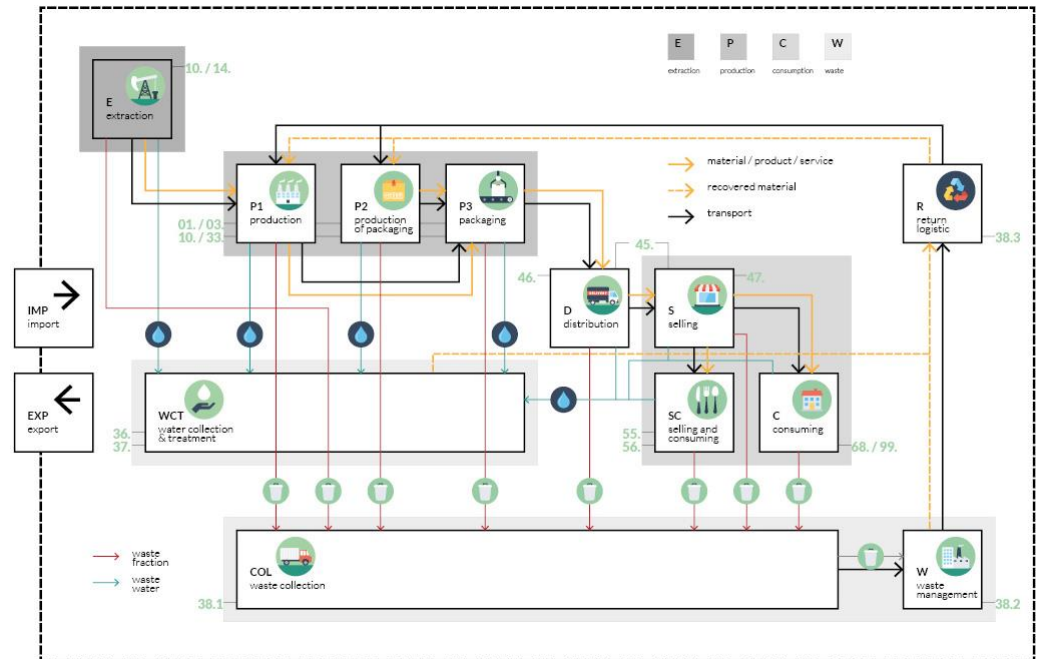 E
P
C
W
extraction
production
consumption
waste
10. / 14.
E
extraction
material / product / service
recovered material
transport
P1
production
P2
production
of packaging
P3
packaging
R
return
logistic
01. / 03.
10. / 33.
38.3
45.
46.
47.
IMP
import
D
distribution
S
selling
EXP
export
WCT
water collection
& treatment
SC
selling and
consuming
C
consuming
36.
37.
55.
56.
68. / 99.
waste
fraction
waste
water
COL
waste collection
W
waste
management
38.1
38.2